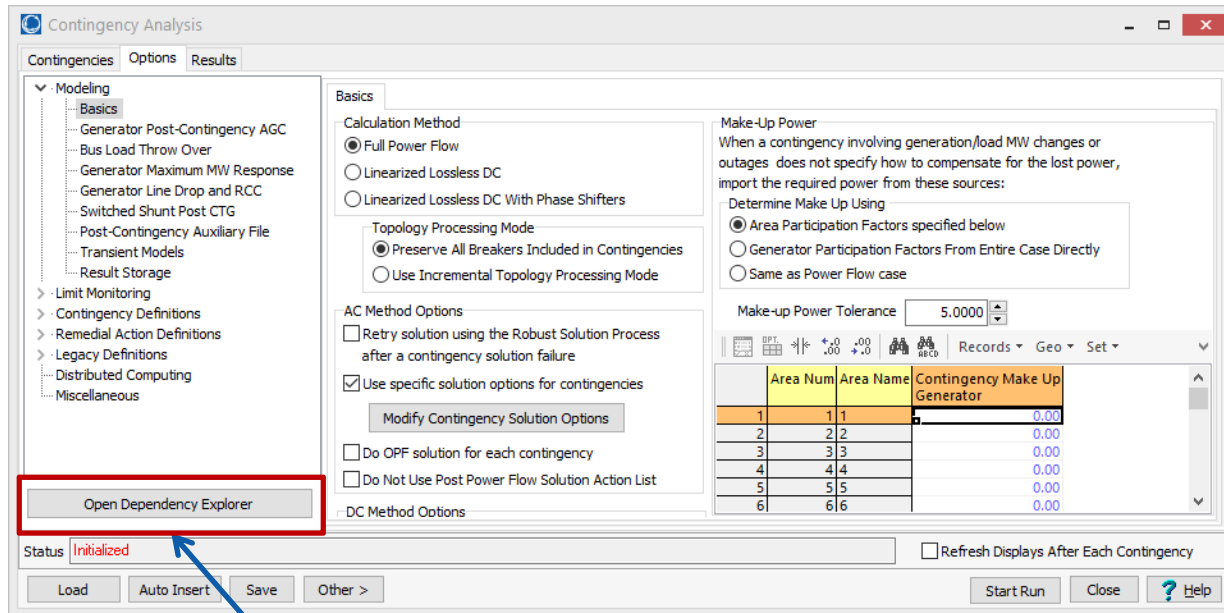 Contingency Analysis
Contingencies Options Results
Modeling
Basics
Generator Post-Contingency AGC
Bus Load Throw Over
Generator Maximum MW Response
Generator Line Drop and RCC
Switched Shunt Post CTG
Post-Contingency Auxiliary File
Transient Models
Result Storage
Limit Monitoring
Contingency Definitions
Remedial Action Definitions
Legacy Definitions
Distributed Computing
Miscellaneous
Open Dependency Explorer
Basics
Calculation Method
Full Power Flow
Linearized Lossless DC
Linearized Lossless DC With Phase Shifters
Topology Processing Mode
Preserve All Breakers Included in Contingencies
Use Incremental Topology Processing Mode
AC Method Options
Retry solution using the Robust Solution Process
after a contingency solution failure
Use specific solution options for contingencies
Modify Contingency Solution Options
Do OPF solution for each contingency
Do Not Use Post Power Flow Solution Action List
DC Method Options
Make-Up Power
When a contingency involving generation/load MW changes or
outages does not specify how to compensate for the lost power,
import the required power from these sources:
Determine Make Up Using
Area Participation Factors specified below
Generator Participation Factors From Entire Case Directly
Same as Power Flow case
Make-up Power Tolerance 5.0000
Records Geo Set
Area Num Area Name Contingency Make Up
Generator
1 1 1 0.00
2 2 2 0.00
3 3 3 0.00
4 4 4 0.00
5 5 5 0.00
6 6 6 0.00
Status Initialized Refresh Displays After Each Contingency
Load Auto Insert Save Other > Start Run Close ? Help